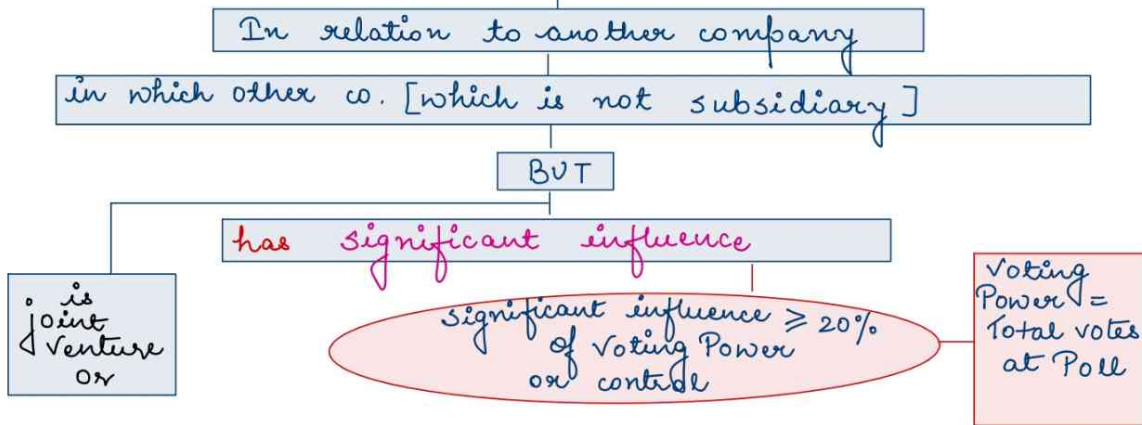 In relation to another company
in which other co. [which is not subsidiary]
BUT
has significant influence
is
joint
venture
or
significant influence ≥ 20%
of Voting Power
or control
Voting
Power =
Total votes
at Poll